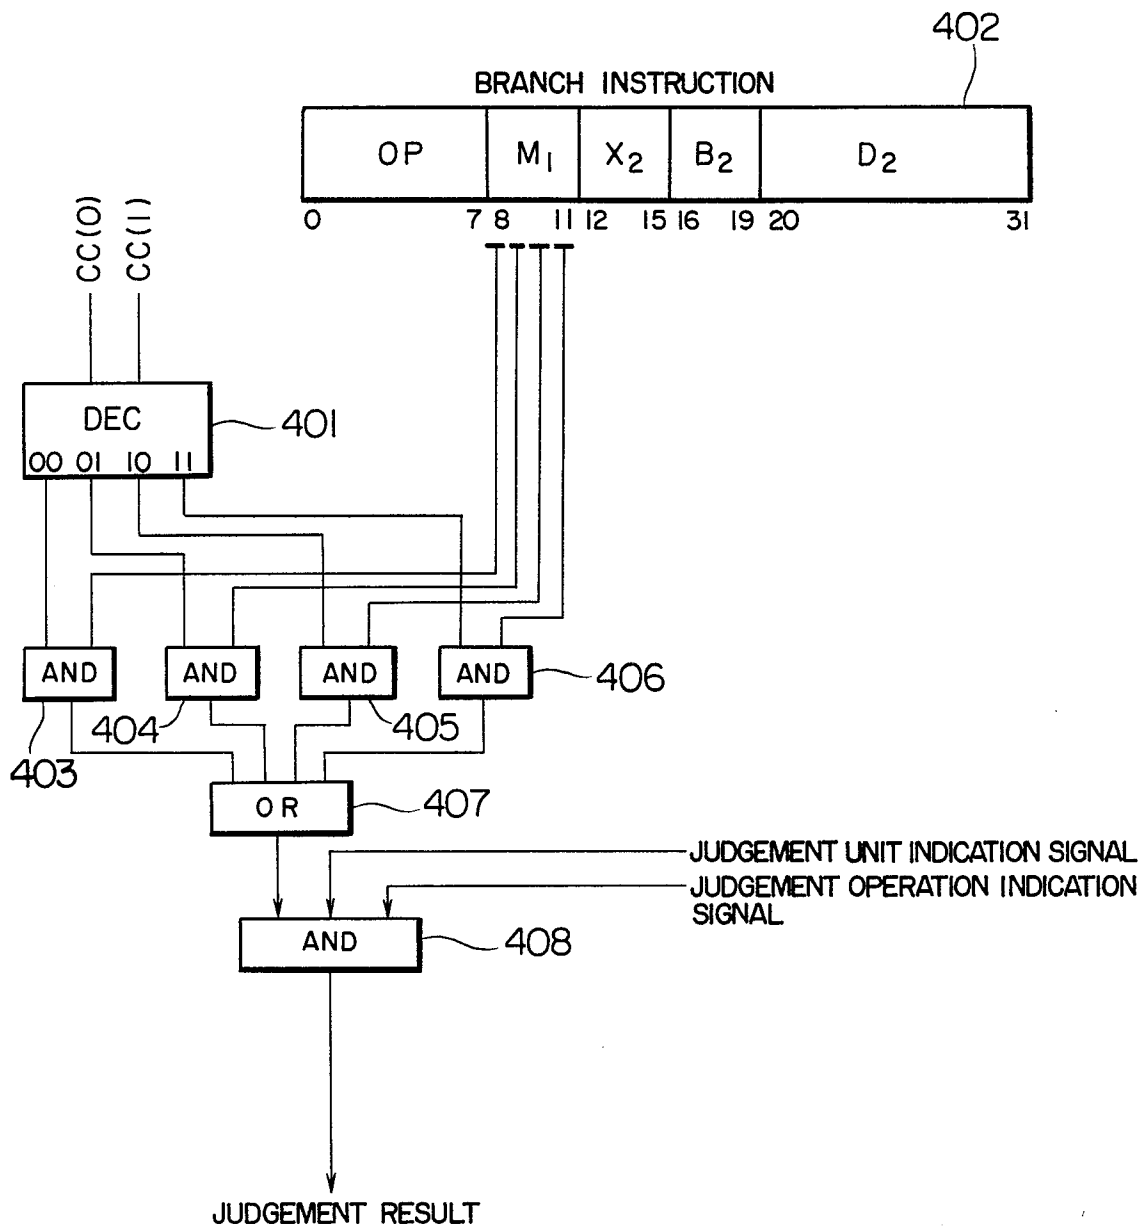 402
BRANCH INSTRUCTION
OP M1 X2 B2 D2
0 7 8 11 12 15 16 19 20 31
CC(0) CC(1)
DEC
401
00 01 10 11
AND AND AND AND
406
403 404 405
OR
407
JUDGEMENT UNIT INDICATION SIGNAL
JUDGEMENT OPERATION INDICATION
SIGNAL
AND
408
JUDGEMENT RESULT